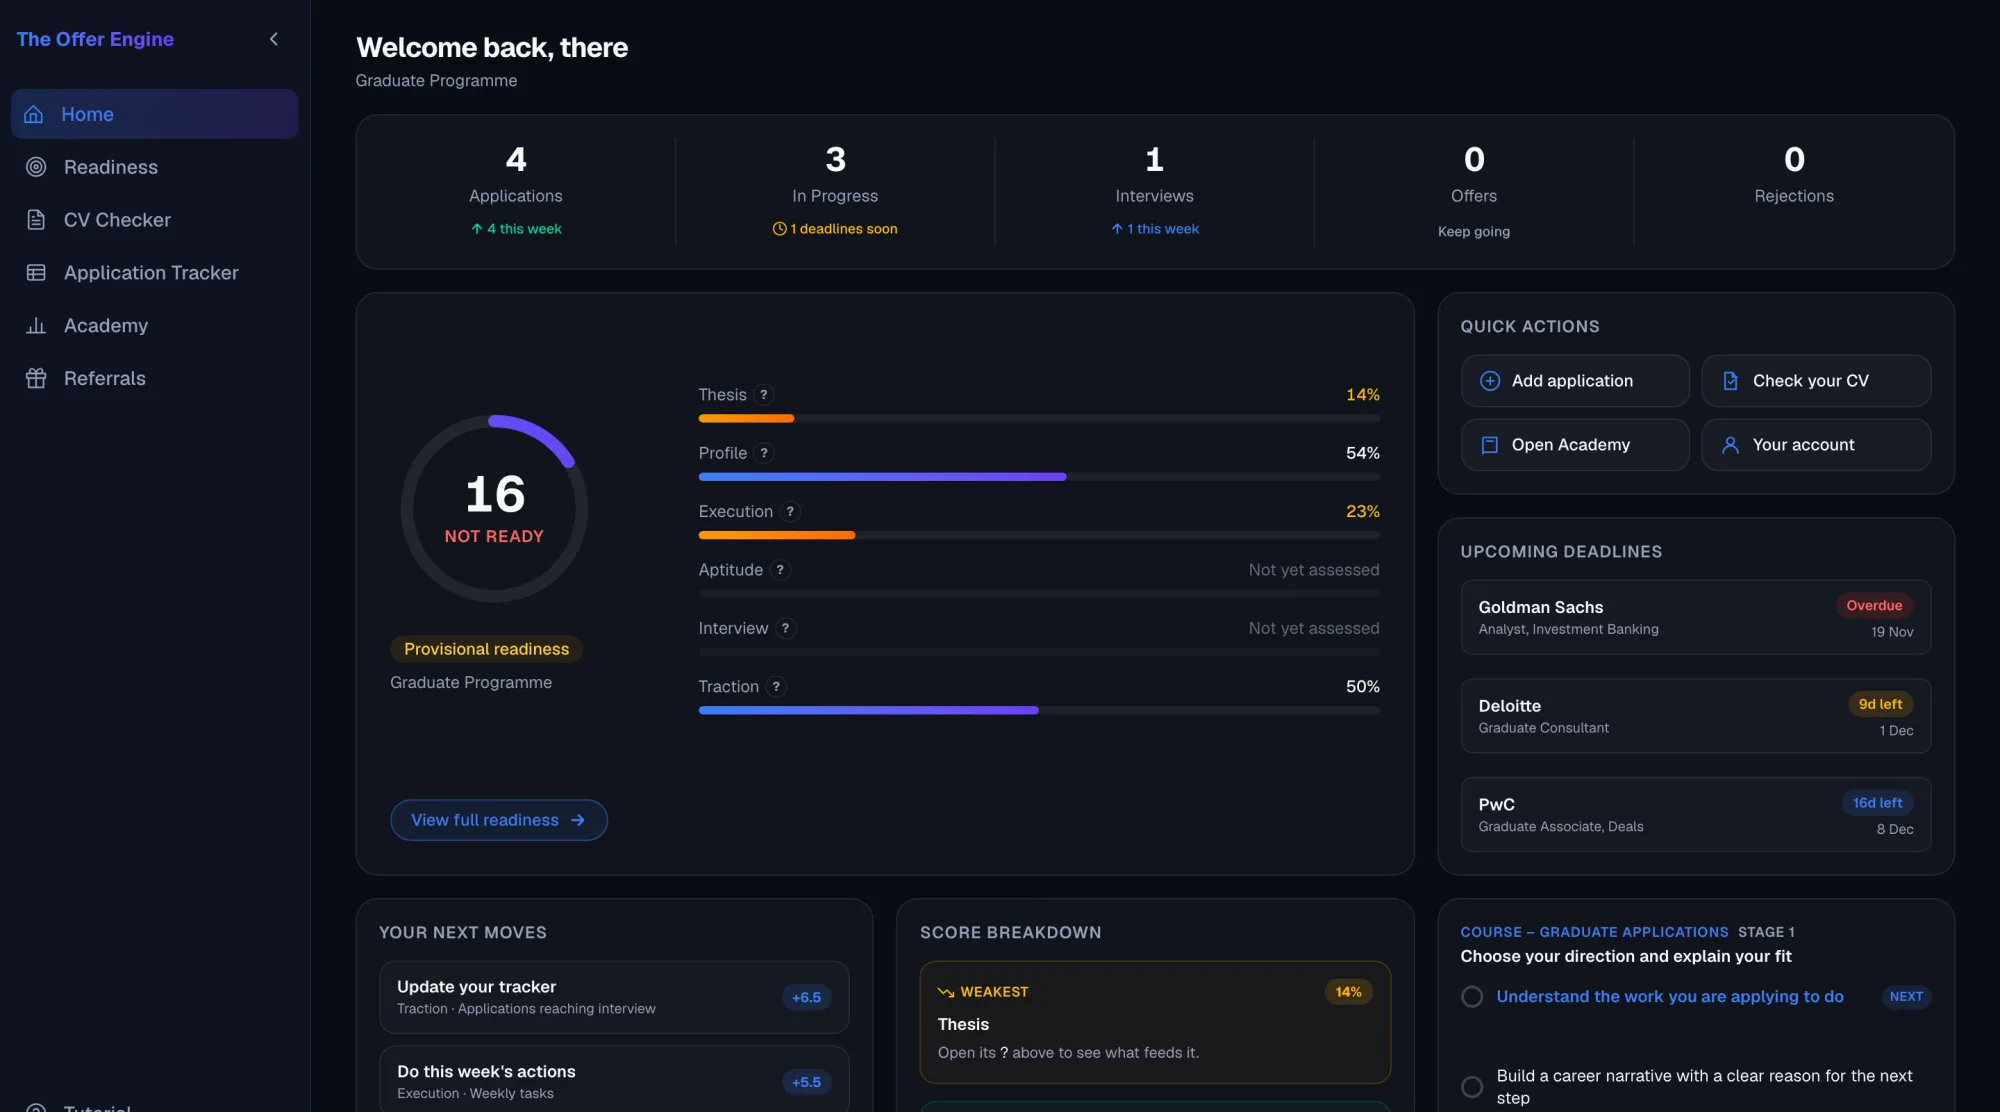 The Offer Engine
Home
Readiness
CV Checker
Application Tracker
Academy
Referrals
Tutorial
Welcome back, there
Graduate Programme
4
Applications
4 this week
3
In Progress
1 deadlines soon
1
Interviews
1 this week
0
Offers
Keep going
0
Rejections
16
NOT READY
Provisional readiness
Graduate Programme
View full readiness
Thesis ? 14%
Profile ? 54%
Execution ? 23%
Aptitude ? Not yet assessed
Interview ? Not yet assessed
Traction ? 50%
QUICK ACTIONS
Add application
Check your CV
Open Academy
Your account
UPCOMING DEADLINES
Goldman Sachs Overdue
Analyst, Investment Banking 19 Nov
Deloitte 9d left
Graduate Consultant 1 Dec
PwC 16d left
Graduate Associate, Deals 8 Dec
YOUR NEXT MOVES
Update your tracker
Traction · Applications reaching interview
+6.5
Do this week's actions
Execution · Weekly tasks
+5.5
SCORE BREAKDOWN
WEAKEST 14%
Thesis
Open its ? above to see what feeds it.
COURSE – GRADUATE APPLICATIONS STAGE 1
Choose your direction and explain your fit
Understand the work you are applying to do NEXT
Build a career narrative with a clear reason for the next
step